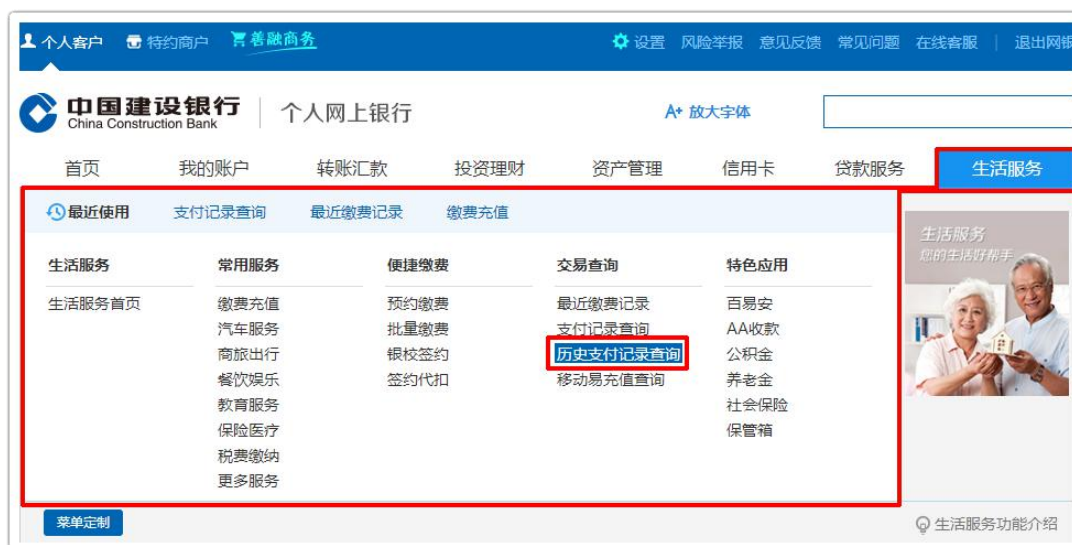 个人客户 特约商户 善融商务 设置 风险举报 意见反馈 常见问题 在线客服 | 退出网银
中国建设银行 个人网上银行 A+ 放大字体
China Construction Bank
首页 我的账户 转账汇款 投资理财 资产管理 信用卡 贷款服务 生活服务
最近使用 支付记录查询 最近缴费记录 缴费充值
生活服务
您的生活好帮手
生活服务 常用服务 便捷缴费 交易查询 特色应用
生活服务首页 缴费充值 预约缴费 最近缴费记录 百易安
汽车服务 批量缴费 支付记录查询 AA收款
商旅出行 银校签约 历史支付记录查询 公积金
餐饮娱乐 签约代扣 移动易充值查询 养老金
教育服务 社会保险
保险医疗 保管箱
税费缴纳
更多服务
菜单定制 生活服务功能介绍